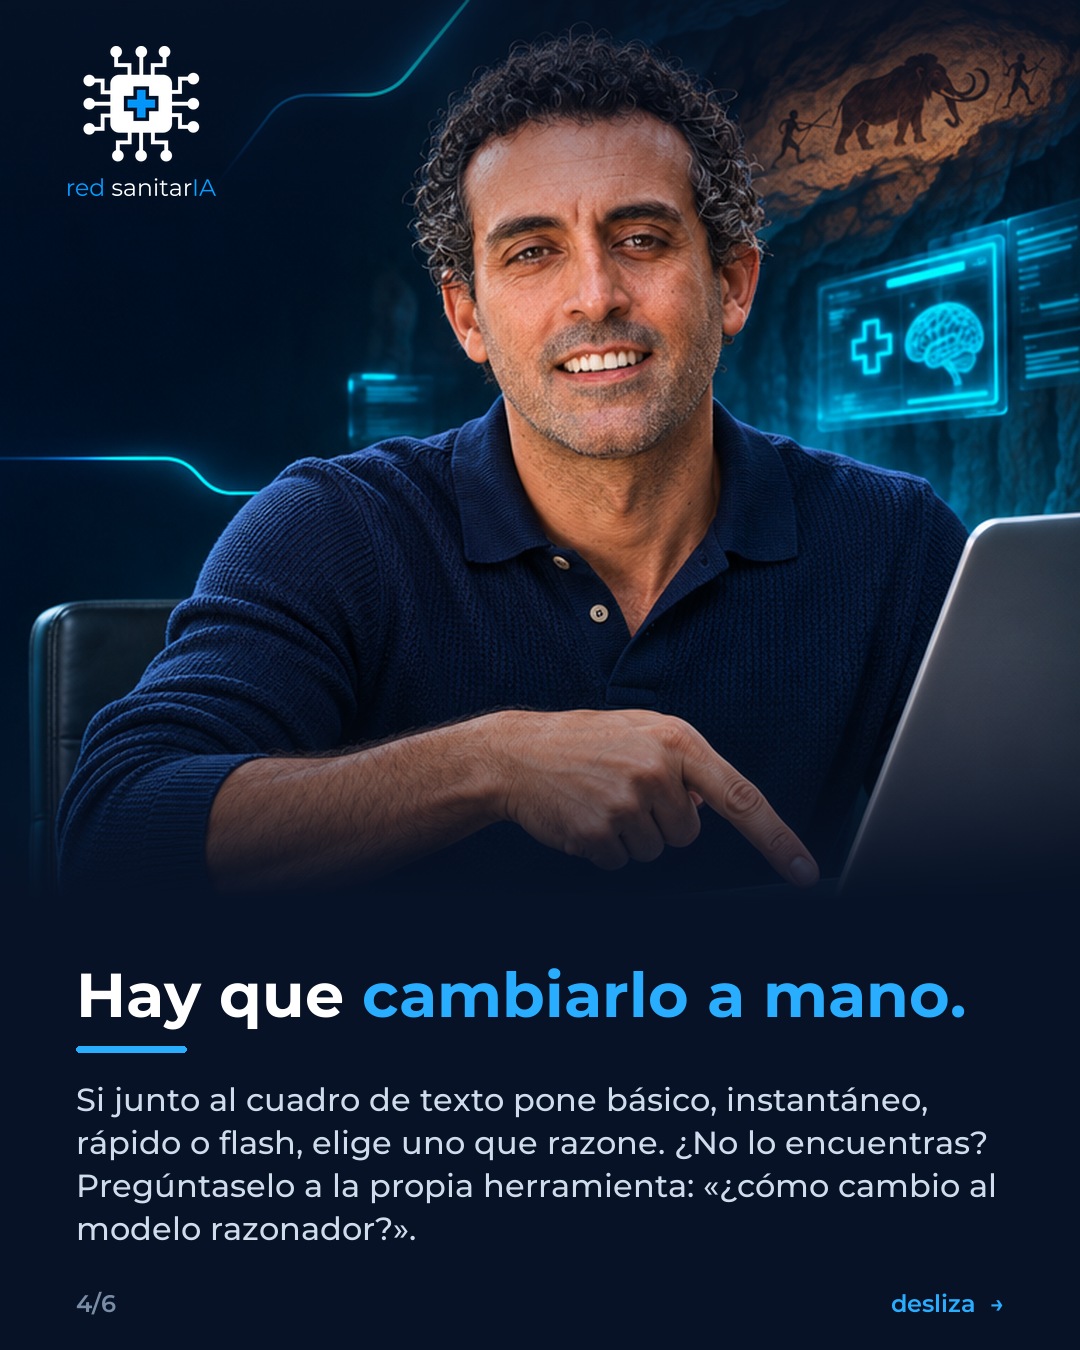 red sanitarIA
Hay que cambiarlo a mano.
Si junto al cuadro de texto pone básico, instantáneo,
rápido o flash, elige uno que razone. ¿No lo encuentras?
Pregúntaselo a la propia herramienta: «¿cómo cambio al
modelo razonador?».
4/6
desliza →